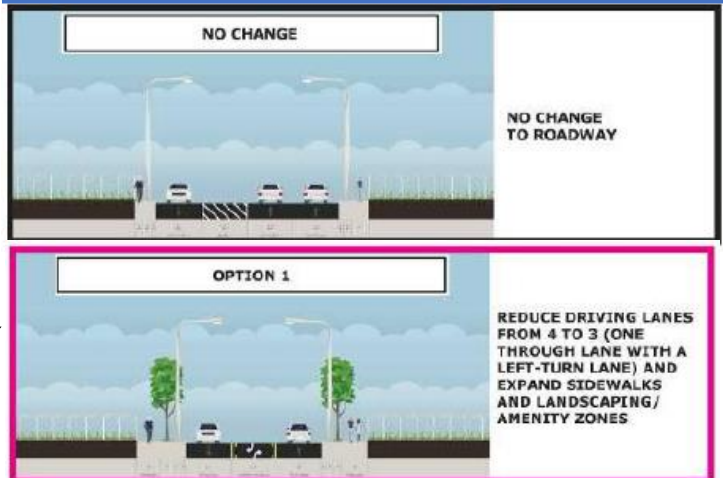 NO CHANGE
NO CHANGE
TO ROADWAY
OPTION 1
REDUCE DRIVING LANES
FROM 4 TO 3 (ONE
THROUGH LANE WITH A
LEFT-TURN LANE) AND
EXPAND SIDEWALKS
AND LANDSCAPING/
AMENITY ZONES